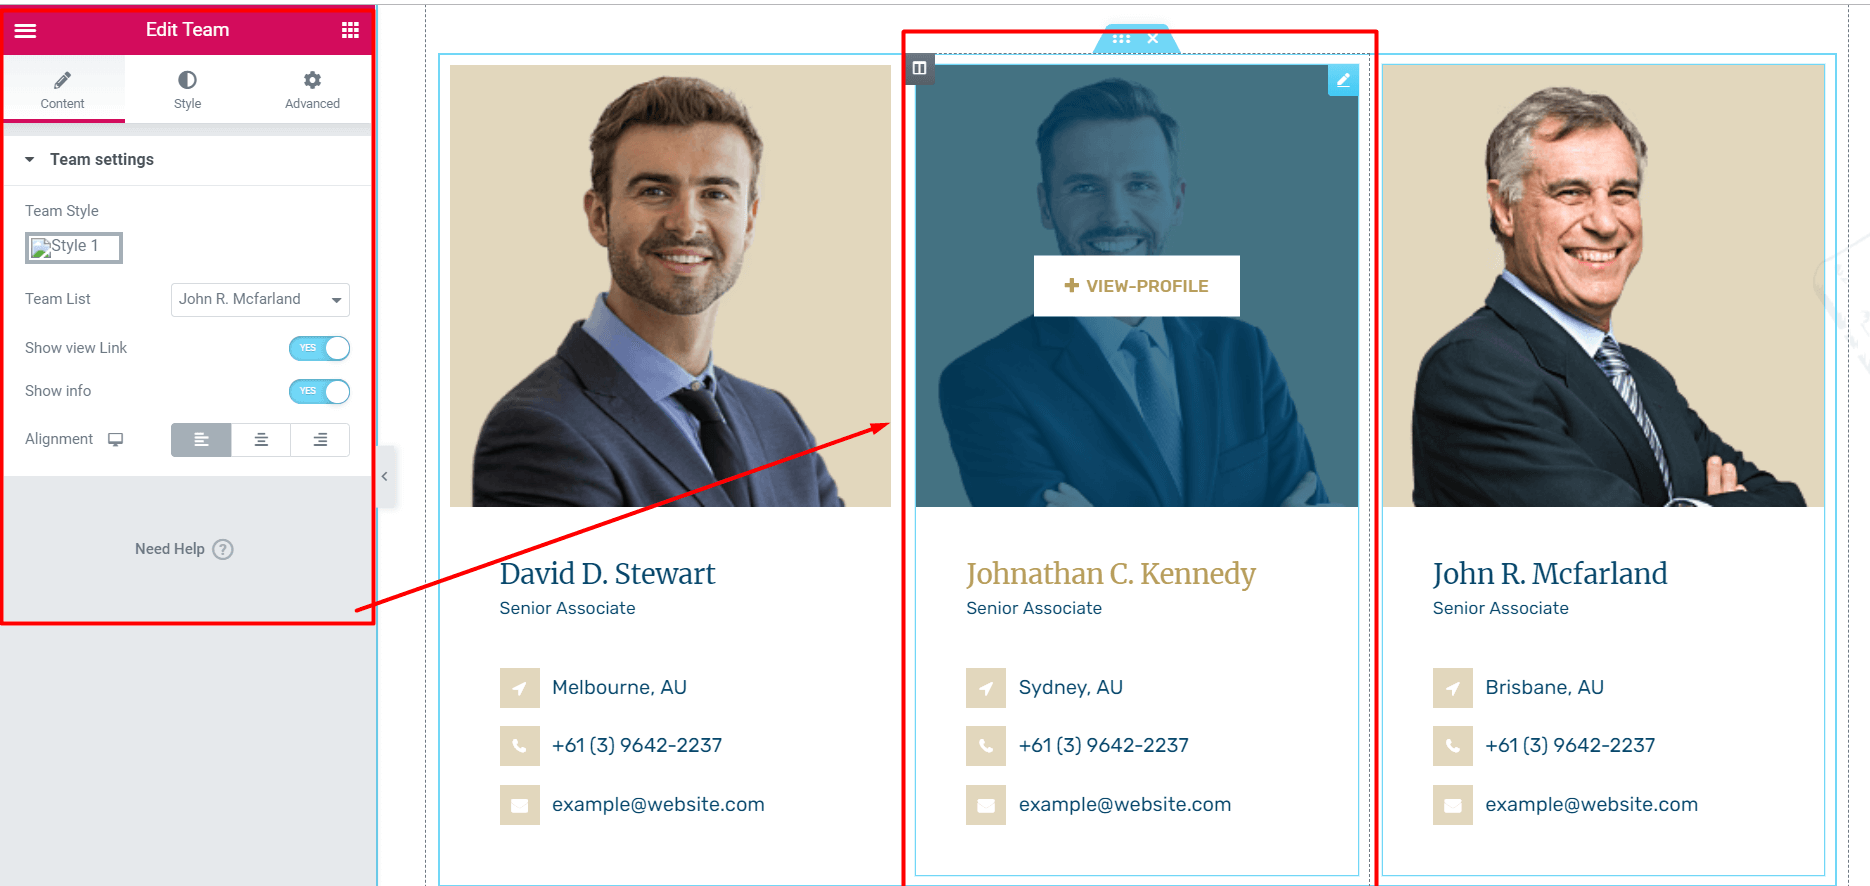 Edit Team
Content
Style
Advanced
Team settings
Team Style
Style 1
Team List
John R. Mcfarland
Show view Link
YES
Show info
YES
Alignment
Need Help ?
VIEW-PROFILE
David D. Stewart
Senior Associate
Melbourne, AU
+61 (3) 9642-2237
example@website.com
Johnathan C. Kennedy
Senior Associate
Sydney, AU
+61 (3) 9642-2237
example@website.com
John R. Mcfarland
Senior Associate
Brisbane, AU
+61 (3) 9642-2237
example@website.com